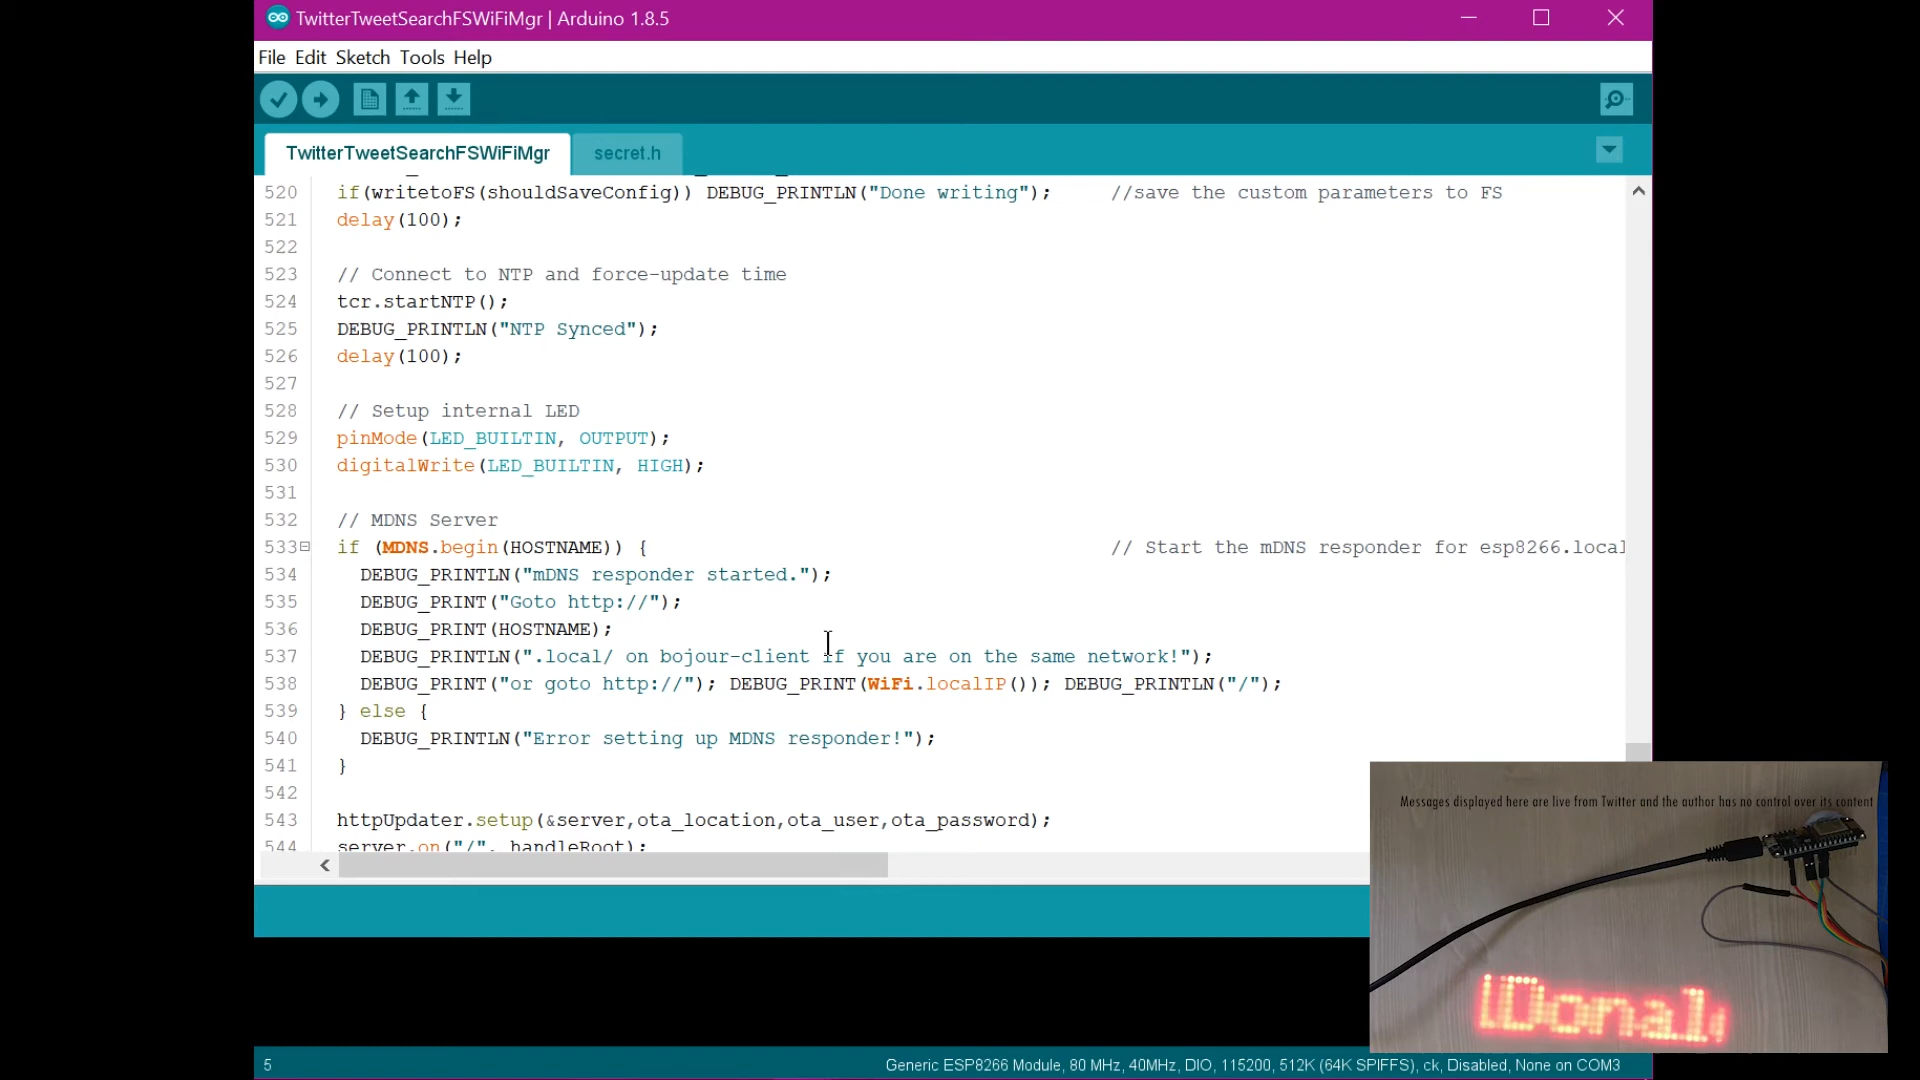 TwitterTweetSearchFSWiFiMgr | Arduino 1.8.5
File Edit Sketch Tools Help
TwitterTweetSearchFSWiFiMgr secret.h
520 if(writetoFS(shouldSaveConfig)) DEBUG_PRINTLN("Done writing"); //save the custom parameters to FS
521 delay(100);
522
523 // Connect to NTP and force-update time
524 tcr.startNTP();
525 DEBUG_PRINTLN("NTP Synced");
526 delay(100);
527
528 // Setup internal LED
529 pinMode(LED_BUILTIN, OUTPUT);
530 digitalWrite(LED_BUILTIN, HIGH);
531
532 // MDNS Server
533 if (MDNS.begin(HOSTNAME)) { // Start the mDNS responder for esp8266.local
534 DEBUG_PRINTLN("mDNS responder started.");
535 DEBUG_PRINT("Goto http://");
536 DEBUG_PRINT(HOSTNAME);
537 DEBUG_PRINTLN(".local/ on bojour-client if you are on the same network!");
538 DEBUG_PRINT("or goto http://"); DEBUG_PRINT(WiFi.localIP()); DEBUG_PRINTLN("/");
539 } else {
540 DEBUG_PRINTLN("Error setting up MDNS responder!");
541 }
542
543 httpUpdater.setup(&server,ota_location,ota_user,ota_password);
544 server.on("/", handleRoot);
Messages displayed here are live from Twitter and the author has no control over its content
Donal
5 Generic ESP8266 Module, 80 MHz, 40MHz, DIO, 115200, 512K (64K SPIFFS), ck, Disabled, None on COM3